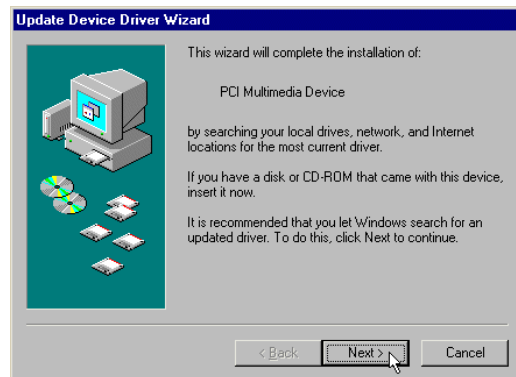 Update Device Driver Wizard
This wizard will complete the installation of:
PCI Multimedia Device
by searching your local drives, network, and Internet
locations for the most current driver.
If you have a disk or CD-ROM that came with this device,
insert it now.
It is recommended that you let Windows search for an
updated driver. To do this, click Next to continue.
< Back
Next >
Cancel